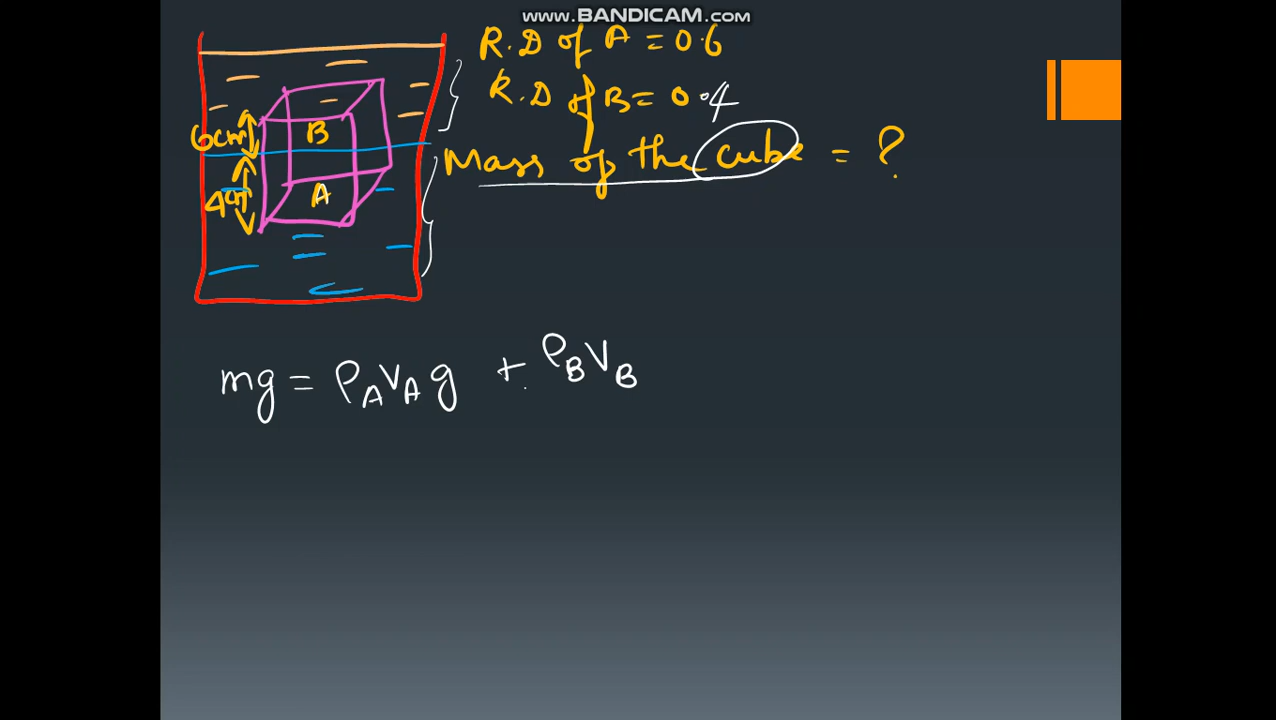 www.BANDICAM.com
R.D of A = 0.6
R.D of B = 0.4
Mass of the cube = ?
6cm
B
4cm
A
mg = ρAVAg + ρBVB